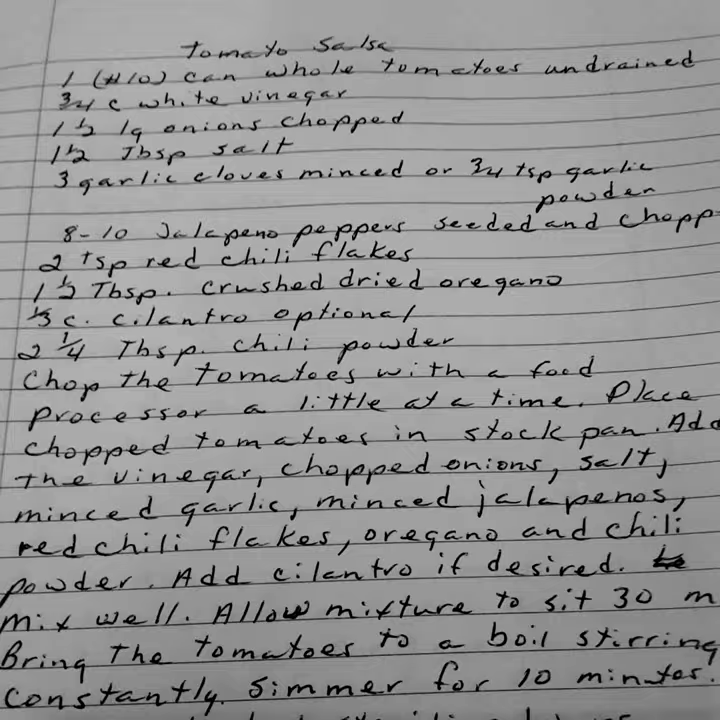 Tomato Salsa
1 (#10) can whole tomatoes undrained
3/4 c white vinegar
1 1/2 lg onions chopped
1 1/2 Tbsp salt
3 garlic cloves minced or 3/4 tsp garlic
powder
8-10 Jalapeno peppers seeded and chopp
2 tsp red chili flakes
1 1/2 Tbsp. crushed dried oregano
1/3 c. cilantro optional
2 1/4 Tbsp. chili powder
Chop the tomatoes with a food
processor a little at a time. Place
chopped tomatoes in stock pan. Add
the vinegar, chopped onions, salt,
minced garlic, minced jalapenos,
red chili flakes, oregano and chili
powder. Add cilantro if desired.
Mix well. Allow mixture to sit 30 m
Bring the tomatoes to a boil stirring
constantly. Simmer for 10 minutes.